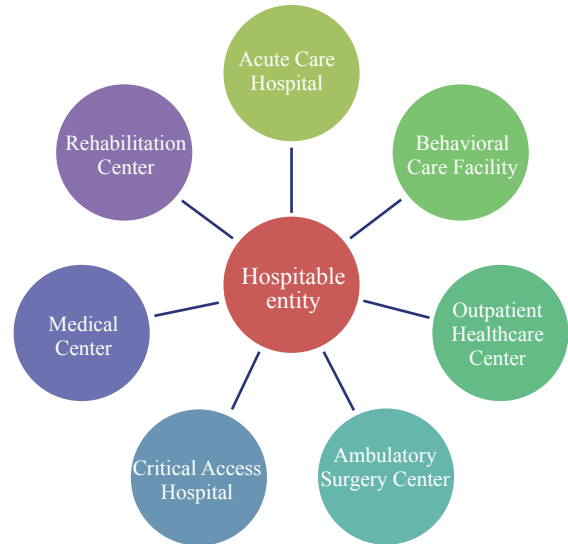 Acute Care
Hospital
Behavioral
Care Facility
Outpatient
Healthcare
Center
Ambulatory
Surgery Center
Critical Access
Hospital
Medical
Center
Rehabilitation
Center
Hospitable
entity